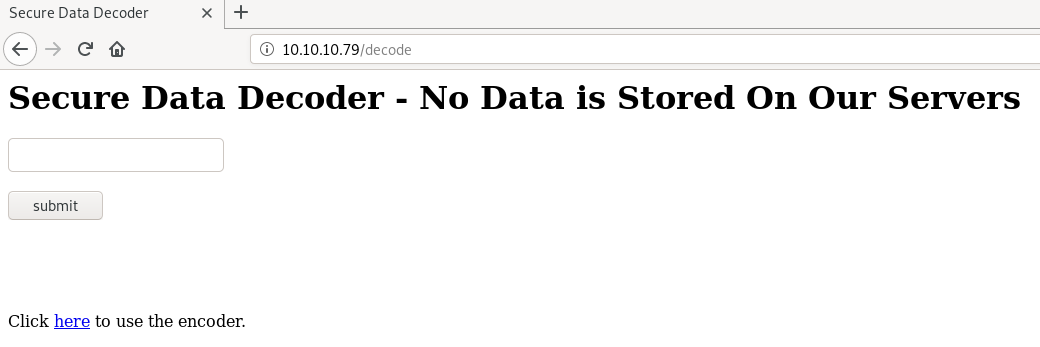 Secure Data Decoder
10.10.10.79/decode
Secure Data Decoder - No Data is Stored On Our Servers
submit
Click here to use the encoder.